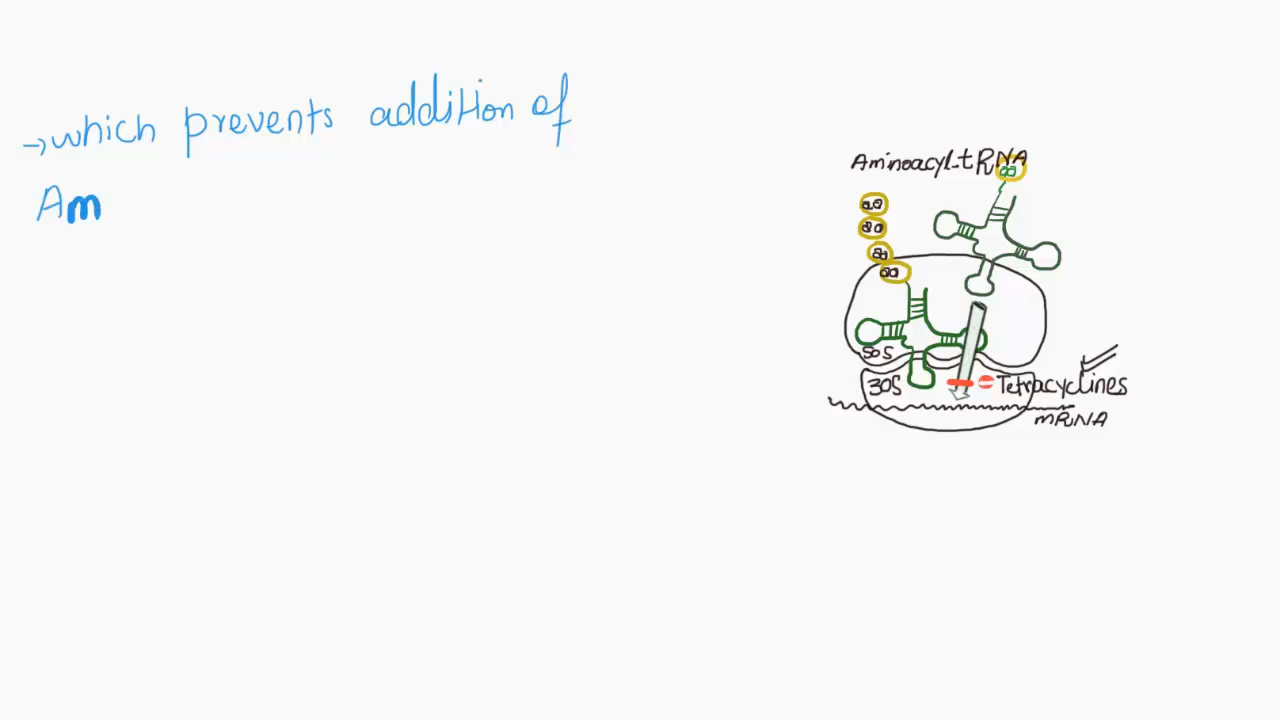 → which prevents addition of
Am
Aminoacyl-tRNA
aa
aa
aa
aa
aa
50S
30S
Tetracyclines
mRNA